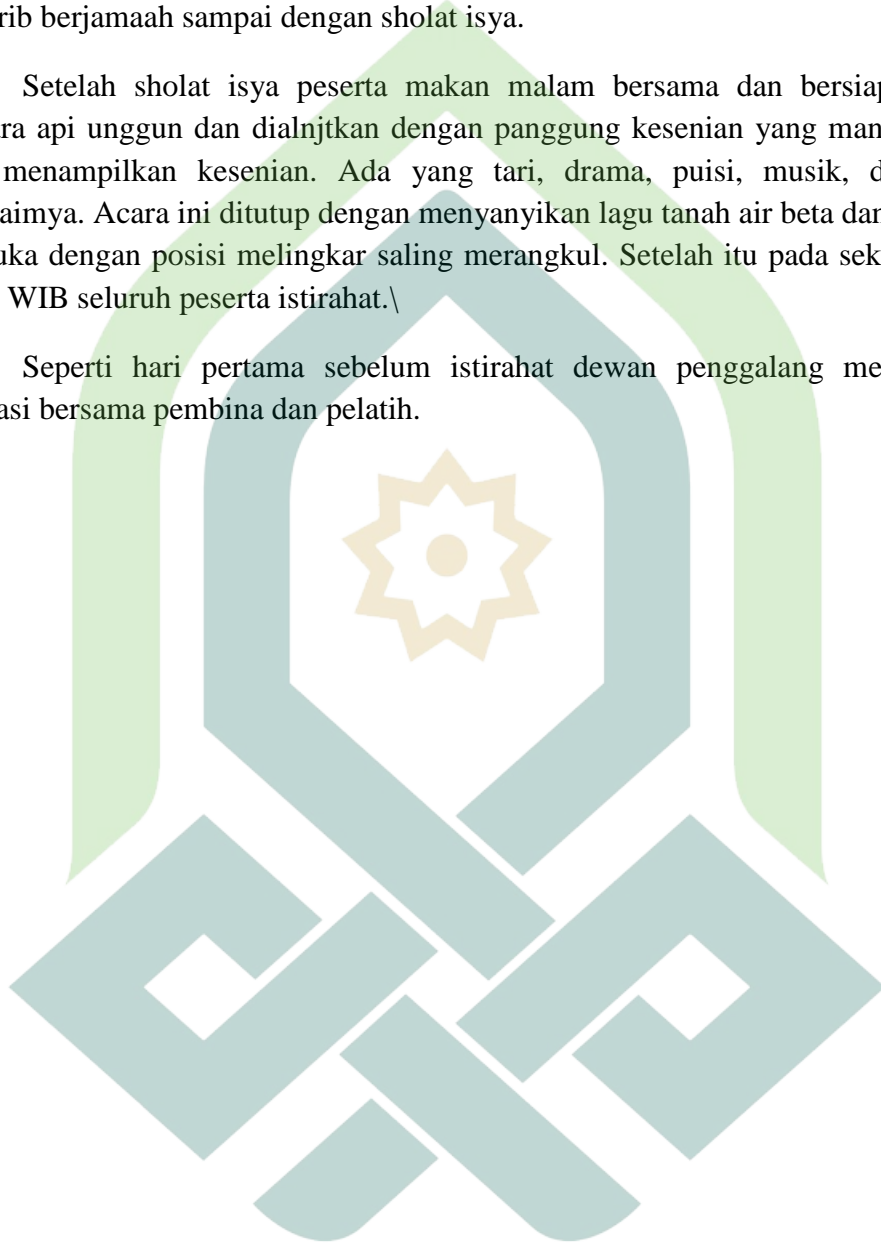 rib berjamaah sampai dengan sholat isya.
Setelah sholat isya peserta makan malam bersama dan bersiap
ra api unggun dan dialnjtkan dengan panggung kesenian yang man
menampilkan kesenian. Ada yang tari, drama, puisi, musik, d
aimya. Acara ini ditutup dengan menyanyikan lagu tanah air beta dan
uka dengan posisi melingkar saling merangkul. Setelah itu pada sek
WIB seluruh peserta istirahat.\
Seperti hari pertama sebelum istirahat dewan penggalang me
asi bersama pembina dan pelatih.